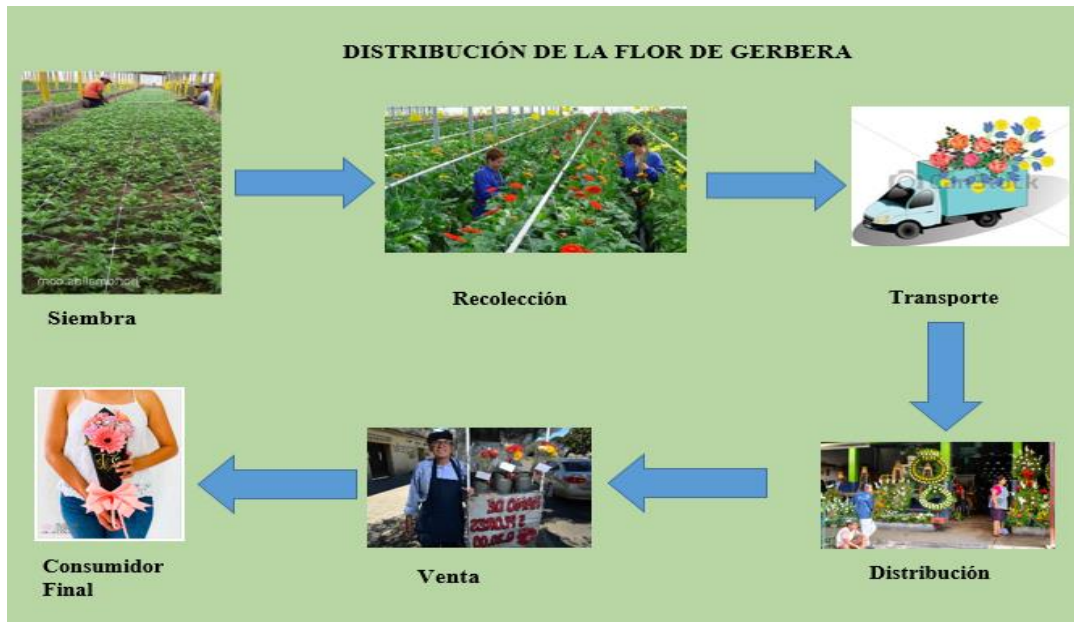 DISTRIBUCIÓN DE LA FLOR DE GERBERA
Siembra
Recolección
Transporte
Consumidor
Final
Venta
Distribución